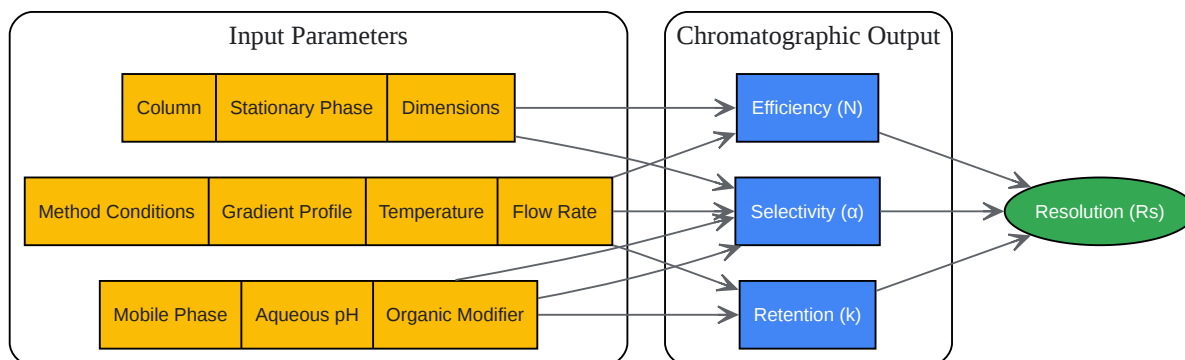 Input Parameters
Chromatographic Output
Column
Stationary Phase
Dimensions
Efficiency (N)
Method Conditions
Gradient Profile
Temperature
Flow Rate
Selectivity (α)
Resolution (Rs)
Mobile Phase
Aqueous pH
Organic Modifier
Retention (k)